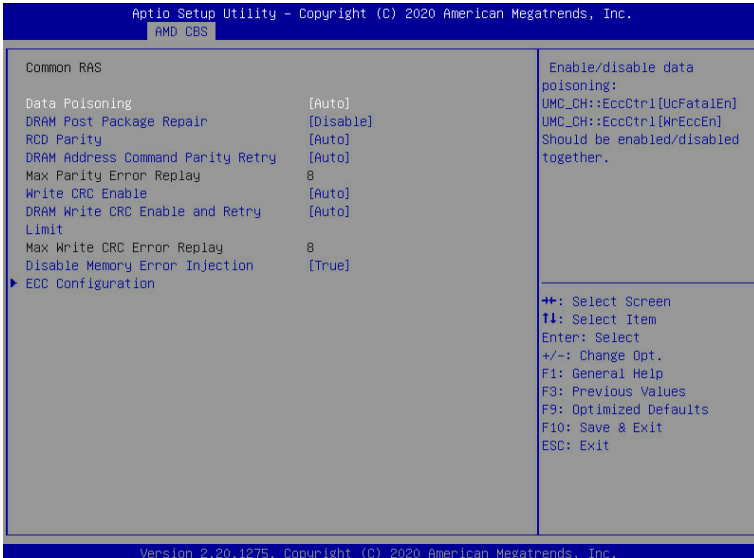 Aptio Setup Utility – Copyright (C) 2020 American Megatrends, Inc.
AMD CBS
Common RAS
Data Poisoning [Auto]
DRAM Post Package Repair [Disable]
RCD Parity [Auto]
DRAM Address Command Parity Retry [Auto]
Max Parity Error Replay 8
Write CRC Enable [Auto]
DRAM Write CRC Enable and Retry [Auto]
Limit
Max Write CRC Error Replay 8
Disable Memory Error Injection [True]
ECC Configuration
Enable/disable data
poisoning:
UMC_CH::EccCtrl[UcFatalEn]
UMC_CH::EccCtrl[WrEccEn]
Should be enabled/disabled
together.
→←: Select Screen
↑↓: Select Item
Enter: Select
+/-: Change Opt.
F1: General Help
F3: Previous Values
F9: Optimized Defaults
F10: Save & Exit
ESC: Exit
Version 2.20.1275. Copyright (C) 2020 American Megatrends, Inc.